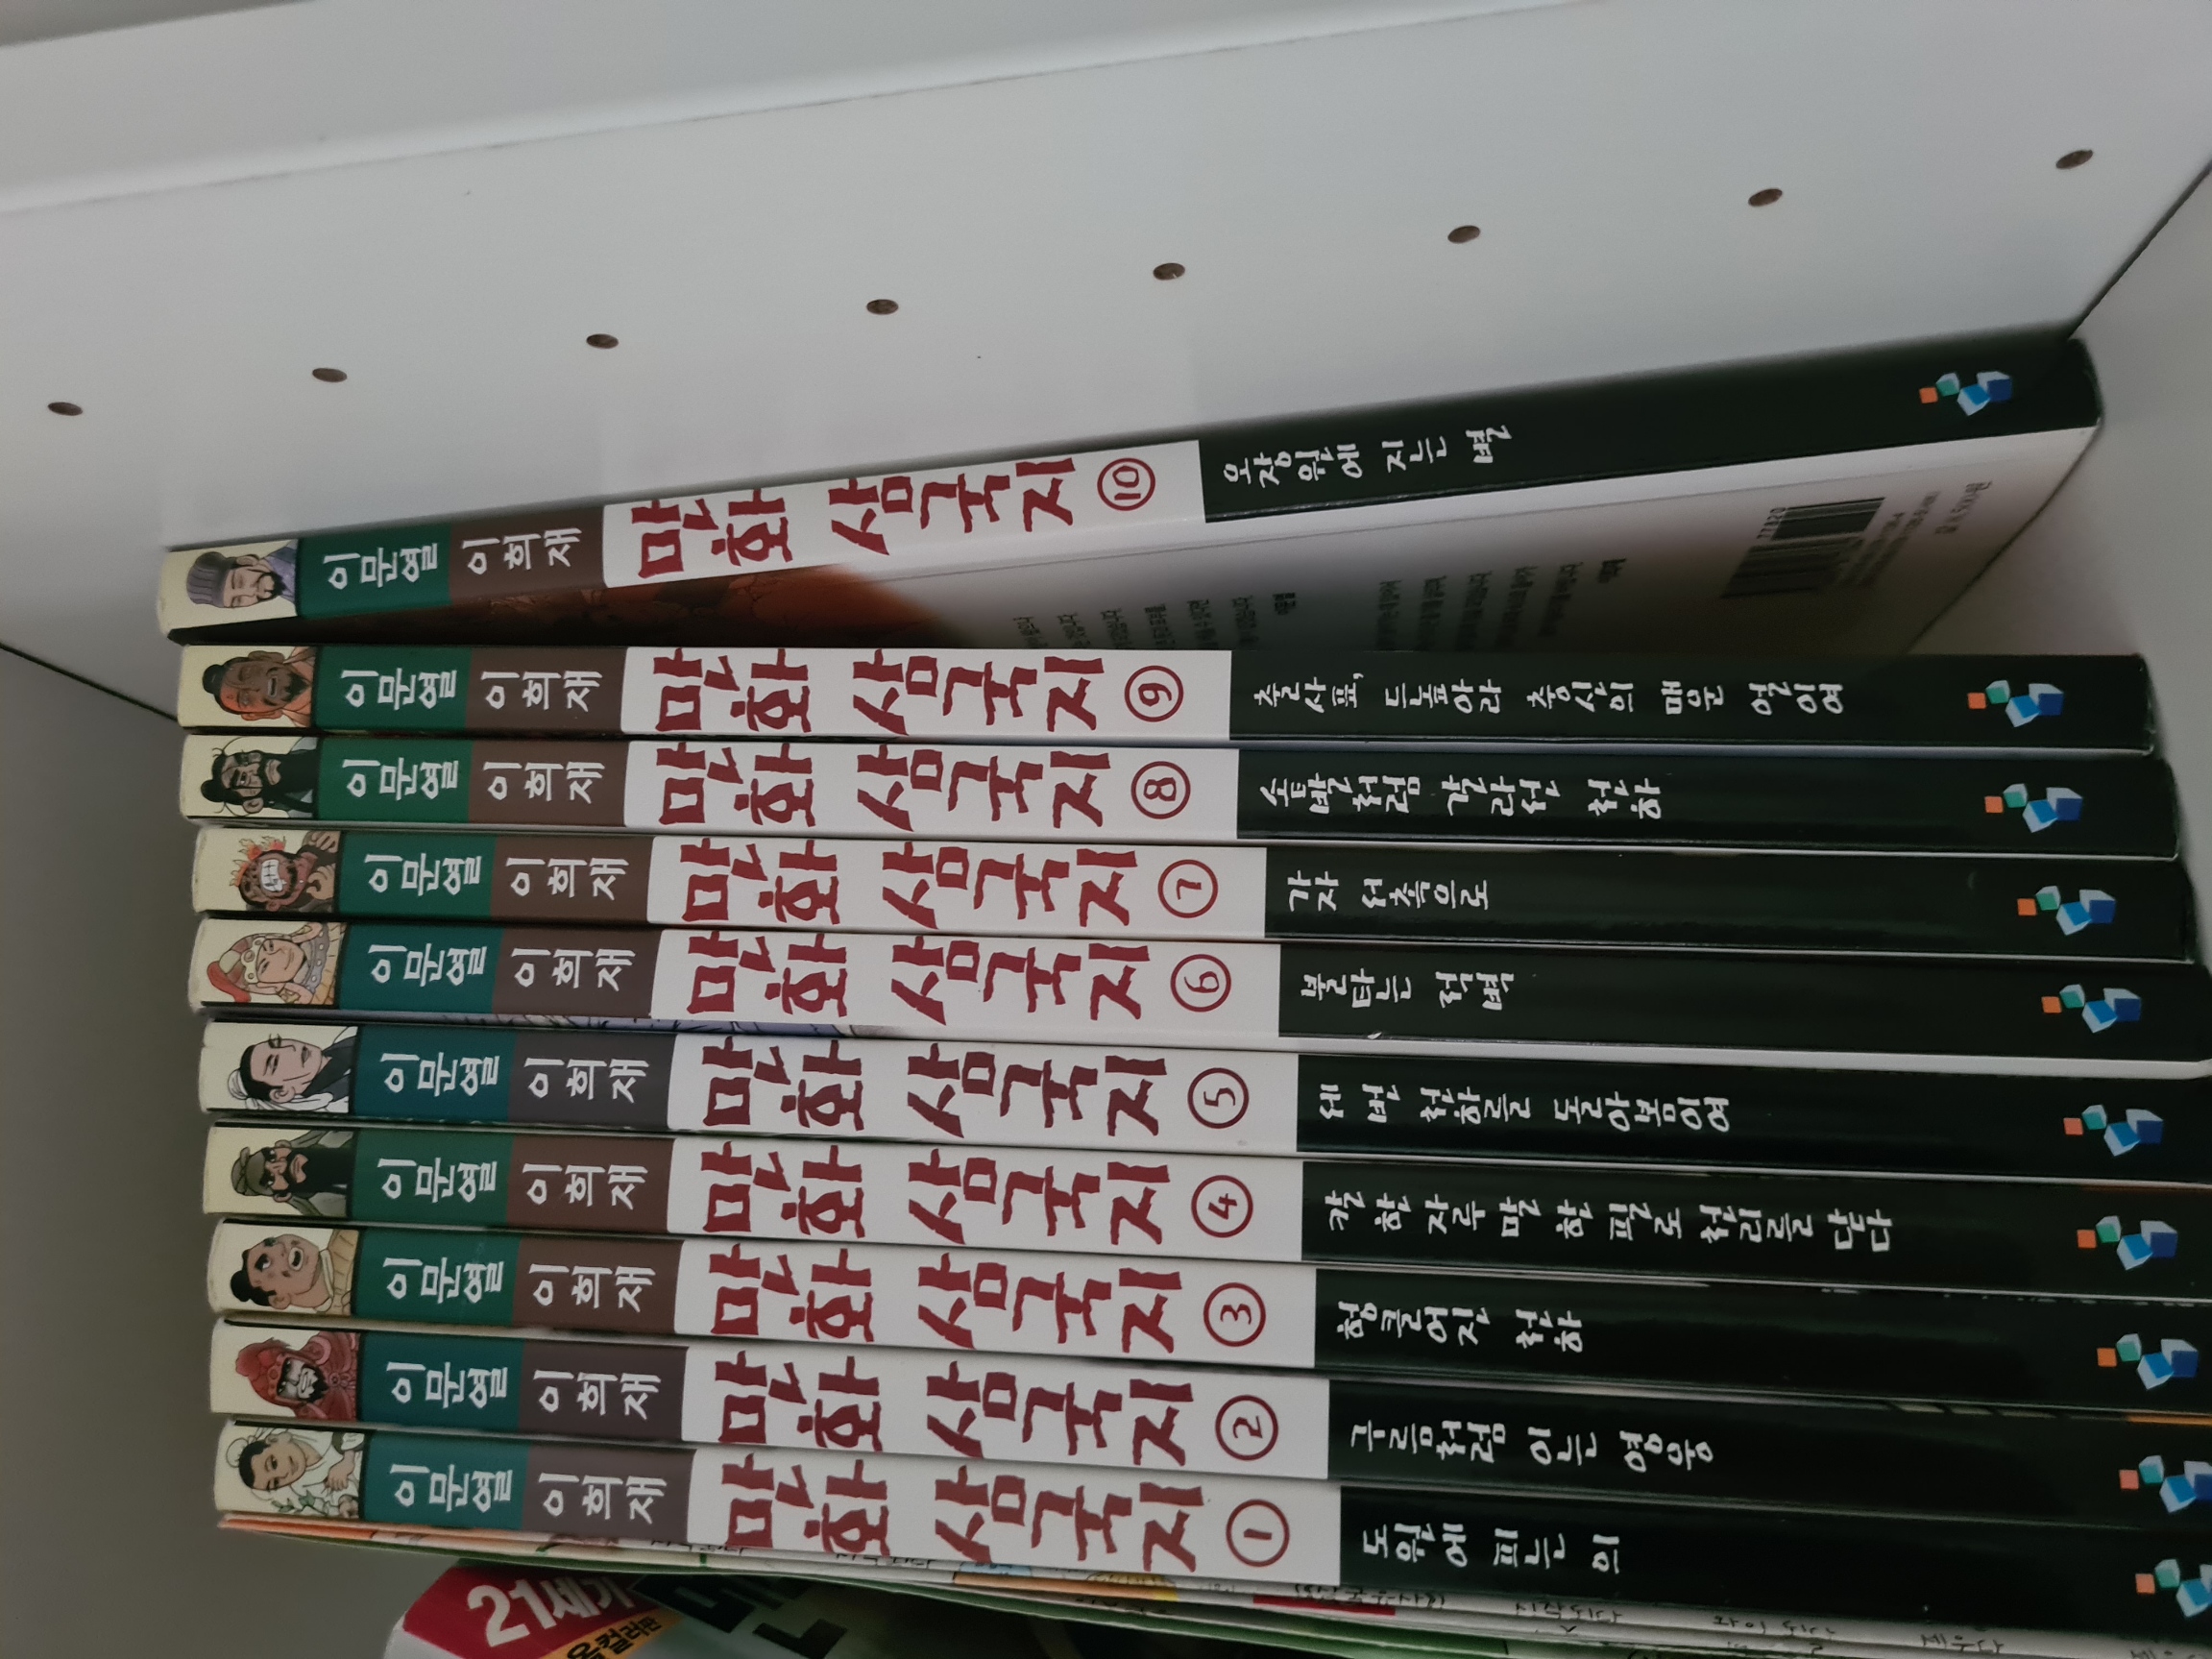 이문열 이희재 만화 삼국지 10 오장원에 지는 별
이문열 이희재 만화 삼국지 9 출사표, 드높아라 충신의 매운 얼이여
이문열 이희재 만화 삼국지 8 솥발처럼 갈라선 천하
이문열 이희재 만화 삼국지 7 가자 서촉으로
이문열 이희재 만화 삼국지 6 불타는 적벽
이문열 이희재 만화 삼국지 5 세 번 천하를 돌아봄이여
이문열 이희재 만화 삼국지 4 칼 한 자루 말 한 필로 천리를 닫다
이문열 이희재 만화 삼국지 3 헝클어진 천하
이문열 이희재 만화 삼국지 2 구름처럼 이는 영웅
이문열 이희재 만화 삼국지 1 도원에 피는 의
21세기
올컬러판